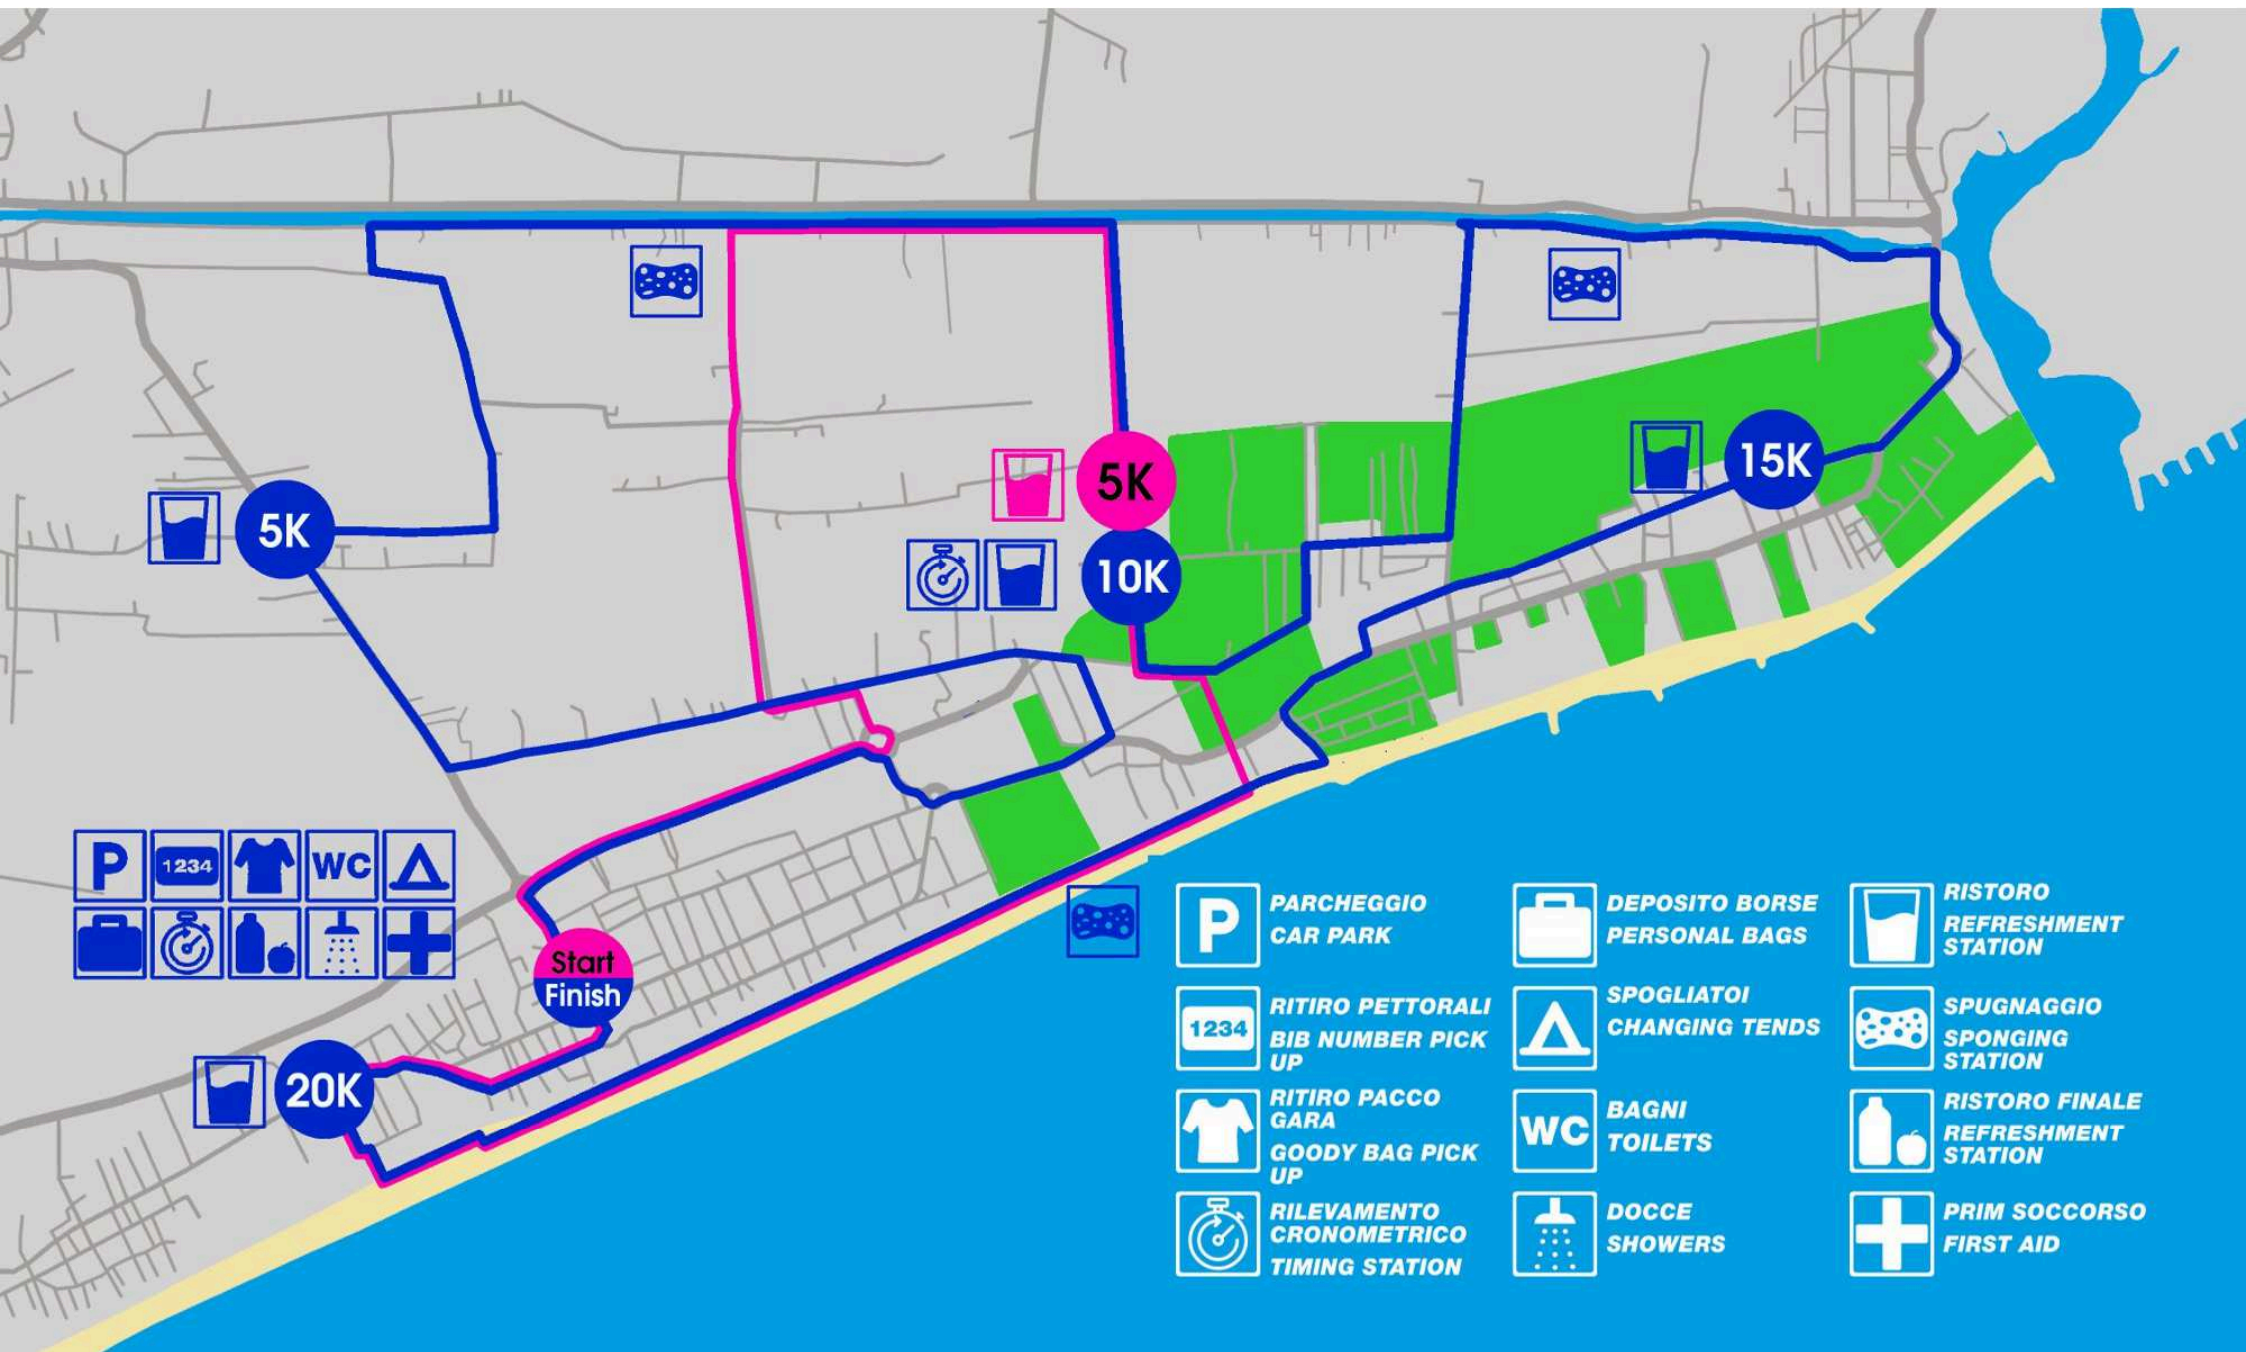 5K
5K
10K
15K
P
1234
WC
Start
Finish
20K
P
PARCHEGGIO
CAR PARK
1234
RITIRO PETTORALI
BIB NUMBER PICK
UP
RITIRO PACCO
GARA
GOODY BAG PICK
UP
RILEVAMENTO
CRONOMETRICO
TIMING STATION
DEPOSITO BORSE
PERSONAL BAGS
SPOGLIATOI
CHANGING TENDS
WC
BAGNI
TOILETS
DOCCE
SHOWERS
RISTORO
REFRESHMENT
STATION
SPUGNAGGIO
SPONGING
STATION
RISTORO FINALE
REFRESHMENT
STATION
PRIM SOCCORSO
FIRST AID